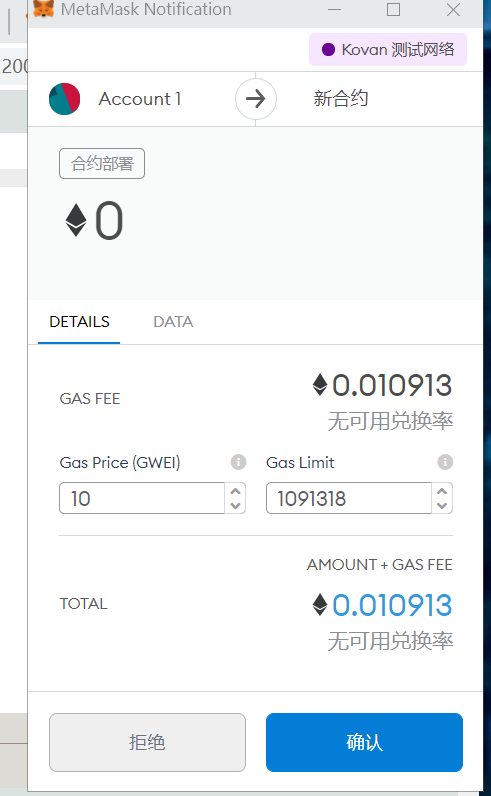 MetaMask Notification
Kovan 测试网络
200
Account 1
新合约
合约部署
0
DETAILS
DATA
GAS FEE
0.010913
无可用兑换率
Gas Price (GWEI)
Gas Limit
10
1091318
AMOUNT + GAS FEE
TOTAL
0.010913
无可用兑换率
拒绝
确认